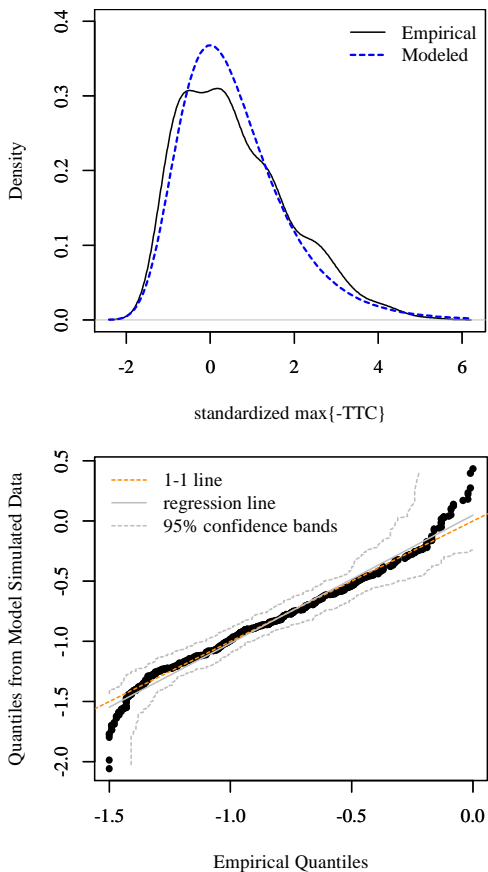 0.4
Empirical
Modeled
0.3
Density
0.2
0.1
0.0
-2
0
2
4
6
standardized max{-TTC}
0.5
1-1 line
regression line
95% confidence bands
0.0
Quantiles from Model Simulated Data
-0.5
-1.0
-1.5
-2.0
-1.5
-1.0
-0.5
0.0
Empirical Quantiles